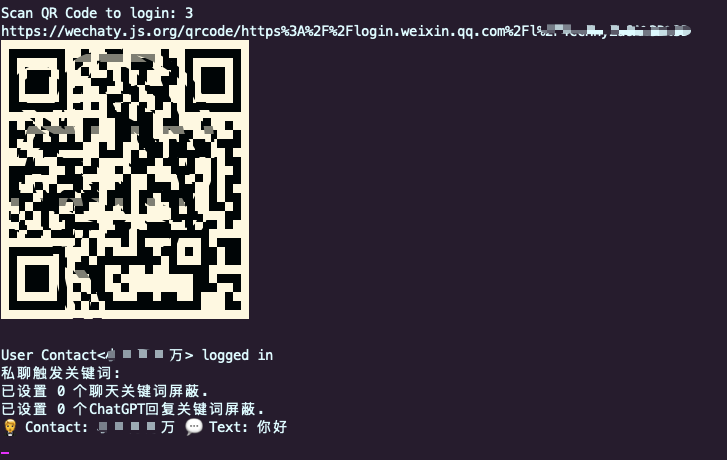 Scan QR Code to login: 3
https://wechaty.js.org/qrcode/https%3A%2F%2Flogin.weixin.qq.com%2Fl%2F
User Contact< 万> logged in
私聊触发关键词:
已设置 0 个聊天关键词屏蔽.
已设置 0 个ChatGPT回复关键词屏蔽.
Contact: 万 💬 Text: 你好